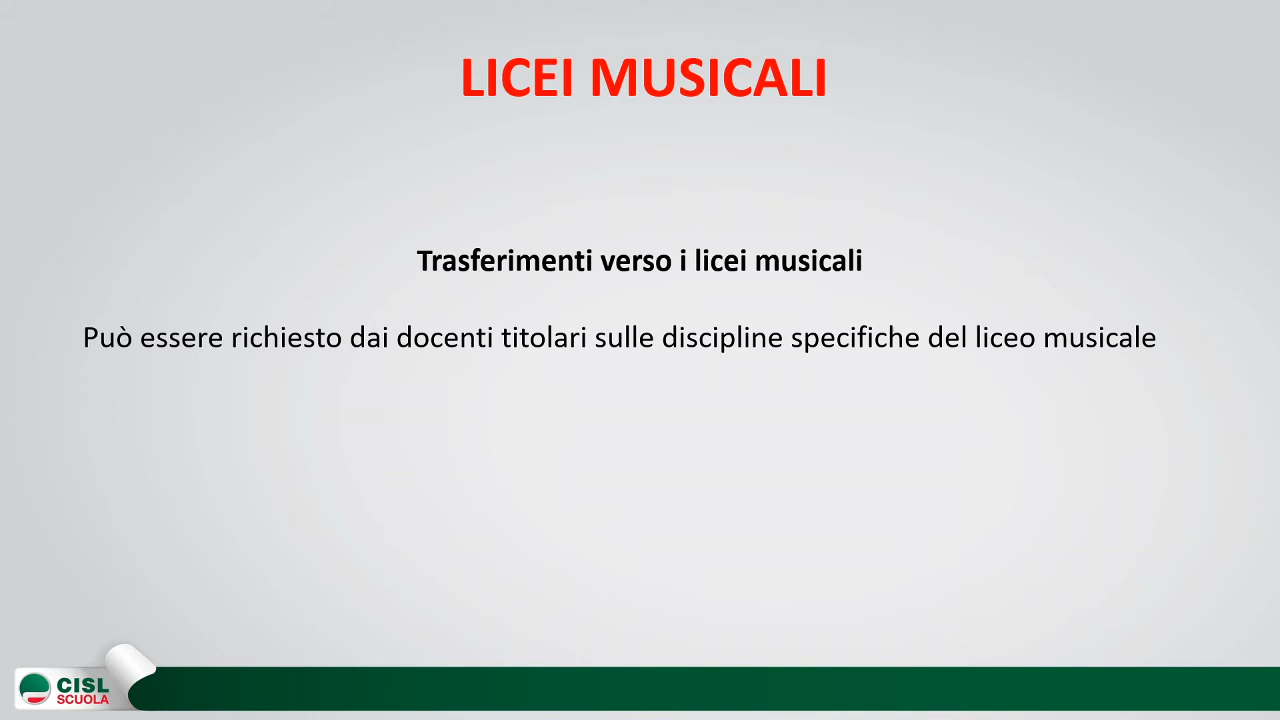 LICEI MUSICALI
Trasferimenti verso i licei musicali
Può essere richiesto dai docenti titolari sulle discipline specifiche del liceo musicale
CISL
SCUOLA